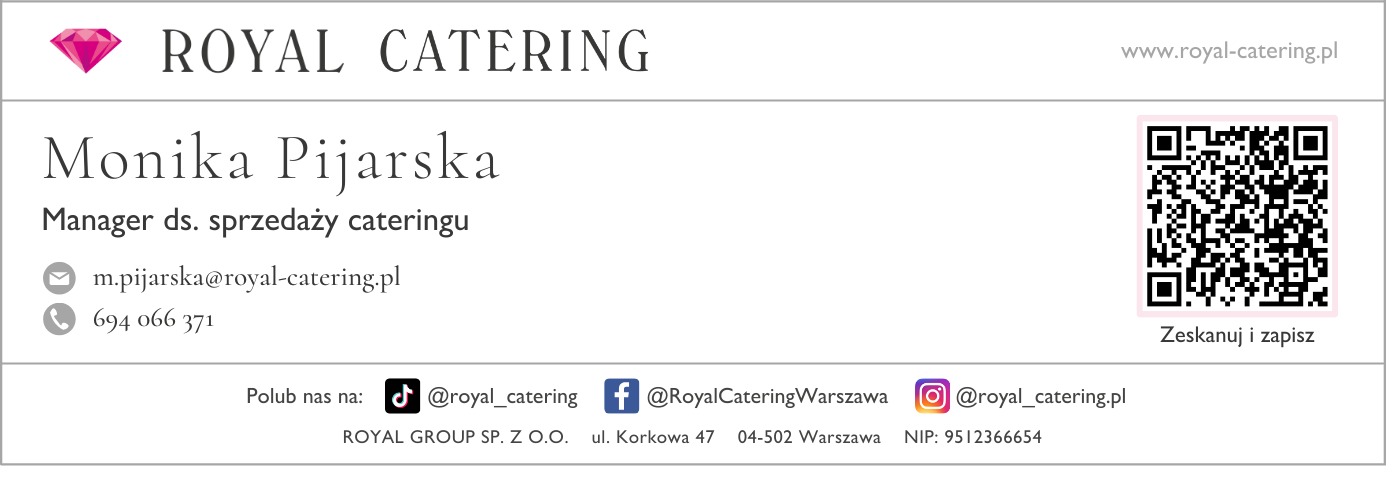 ROYAL CATERING
www.royal-catering.pl
Monika Pijarska
Manager ds. sprzedaży cateringu
m.pijarska@royal-catering.pl
694 066 371
Zeskanuj i zapisz
Polub nas na: @royal_catering @RoyalCateringWarszawa @royal_catering.pl
ROYAL GROUP SP. Z O.O. ul. Korkowa 47 04-502 Warszawa NIP: 9512366654